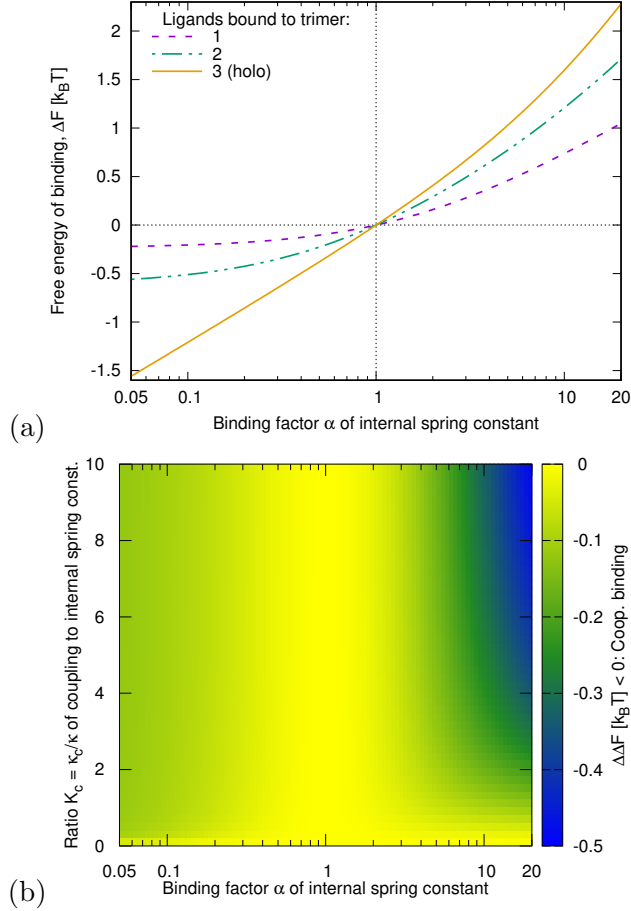 Ligands bound to trimer:
1
2
3 (holo)
2
1.5
1
0.5
0
-0.5
-1
-1.5
Free energy of binding, ΔF [k_BT]
0.05 0.1 1 10 20
Binding factor α of internal spring constant
(a)
10
8
6
4
2
0
Ratio K_c = κ_c/κ of coupling to internal spring const.
0.05 0.1 1 10 20
Binding factor α of internal spring constant
0
-0.1
-0.2
-0.3
-0.4
-0.5
ΔΔF [k_BT] < 0: Coop. binding
(b)